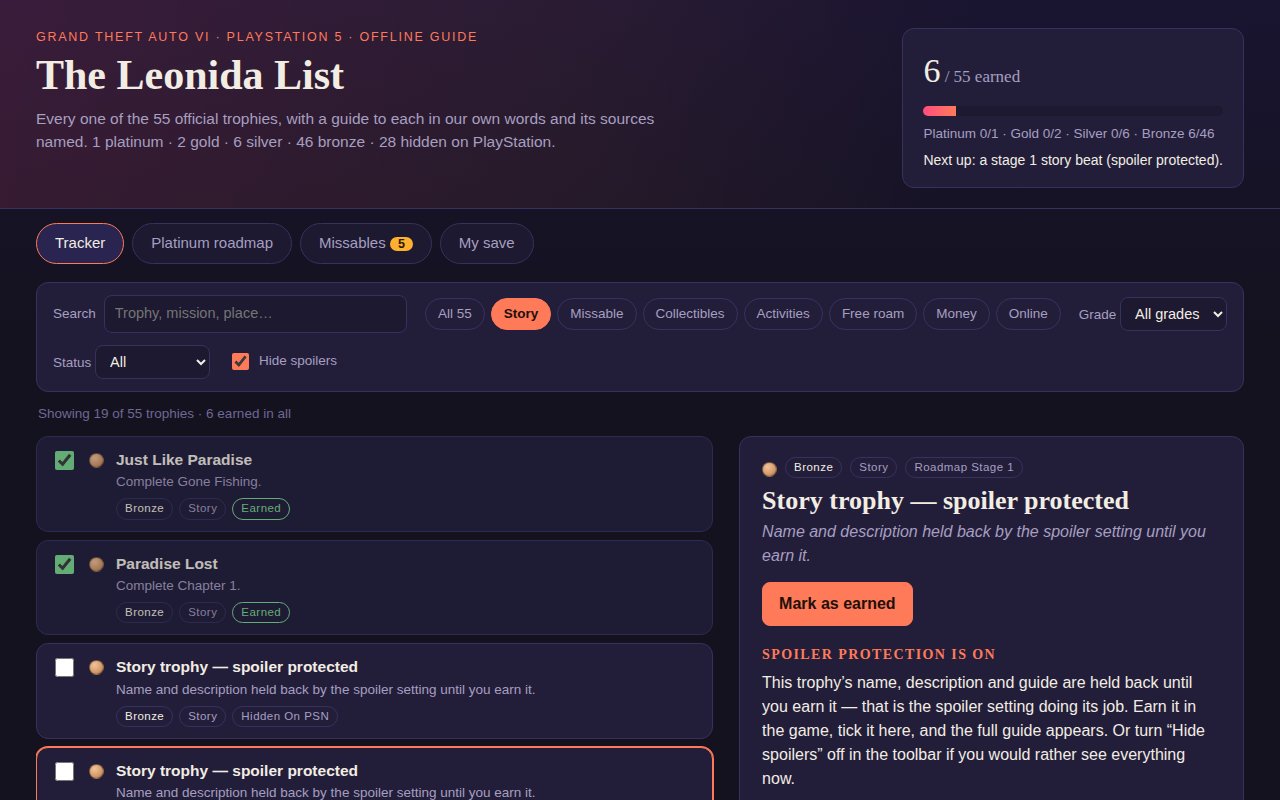 GRAND THEFT AUTO VI · PLAYSTATION 5 · OFFLINE GUIDE
The Leonida List
Every one of the 55 official trophies, with a guide to each in our own words and its sources
named. 1 platinum · 2 gold · 6 silver · 46 bronze · 28 hidden on PlayStation.
6 / 55 earned
Platinum 0/1 · Gold 0/2 · Silver 0/6 · Bronze 6/46
Next up: a stage 1 story beat (spoiler protected).
Tracker
Platinum roadmap
Missables 5
My save
Search
Trophy, mission, place…
All 55
Story
Missable
Collectibles
Activities
Free roam
Money
Online
Grade
All grades
Status
All
Hide spoilers
Showing 19 of 55 trophies · 6 earned in all
Just Like Paradise
Complete Gone Fishing.
Bronze
Story
Earned
Paradise Lost
Complete Chapter 1.
Bronze
Story
Earned
Story trophy — spoiler protected
Name and description held back by the spoiler setting until you earn it.
Bronze
Story
Hidden On PSN
Story trophy — spoiler protected
Name and description held back by the spoiler setting until you earn it.
Bronze
Story
Roadmap Stage 1
Story trophy — spoiler protected
Name and description held back by the spoiler setting until you
earn it.
Mark as earned
SPOILER PROTECTION IS ON
This trophy’s name, description and guide are held back until
you earn it — that is the spoiler setting doing its job. Earn it in
the game, tick it here, and the full guide appears. Or turn “Hide
spoilers” off in the toolbar if you would rather see everything
now.